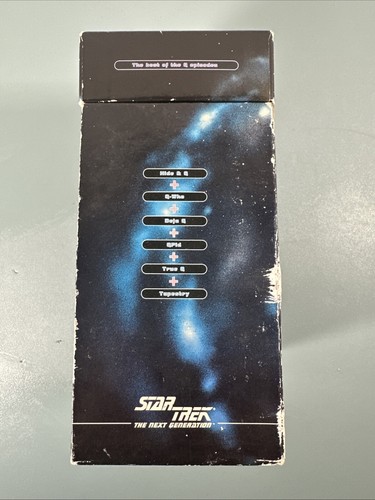 The best of the Q episodes
Hide & Q
+
Q-Who
+
Deja Q
+
QPid
+
True Q
+
Tapestry
STAR
TREK
THE NEXT GENERATION